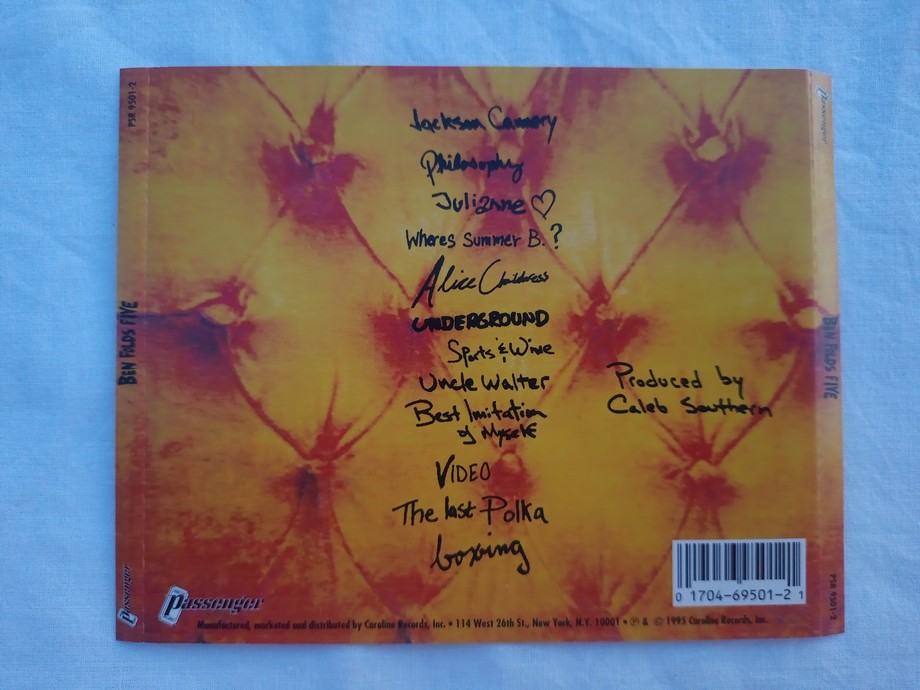 PSR 9501-2
BEN FOLDS FIVE
Passenger
Jackson Cannery
Philosophy
Julianne ♡
Wheres Summer B.?
Alice Childress
UNDERGROUND
Sports & Wine
Uncle Walter
Best Imitation
of Myself
VIDEO
The last Polka
boxing
Produced by
Caleb Southern
Passenger
0 1704-69501-2 1
Manufactured, marketed and distributed by Caroline Records, Inc. • 114 West 26th St., New York, N.Y. 10001 • ℗ & © 1995 Caroline Records, Inc.
Passenger
BEN FOLDS FIVE
PSR 9501-2